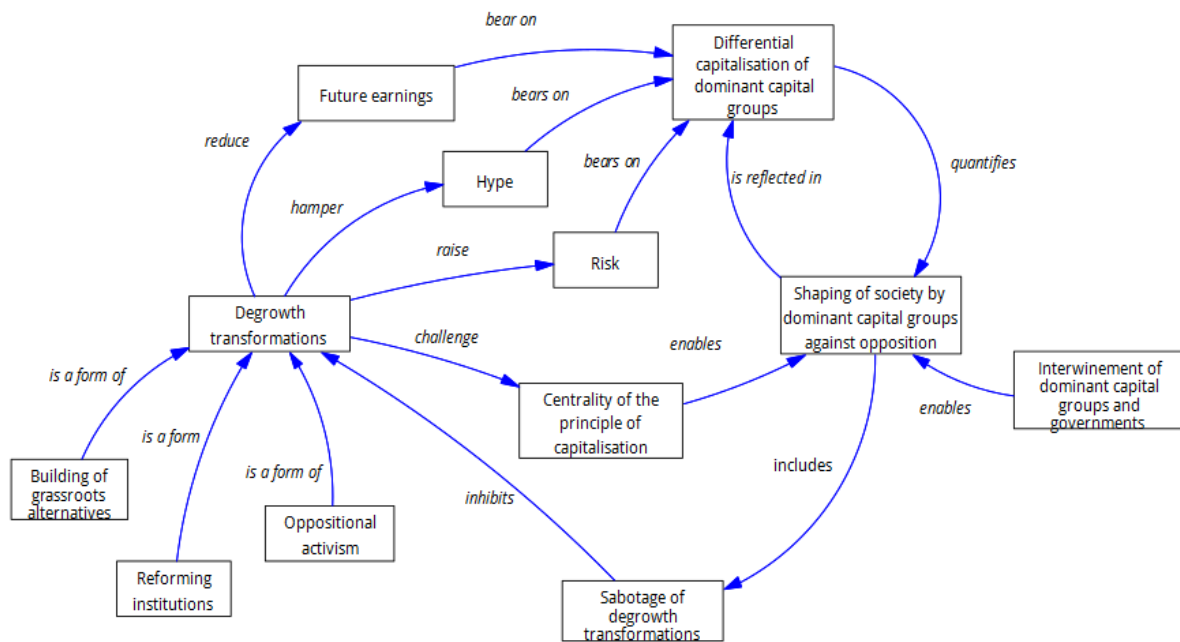 bear on
Differential
capitalisation of
dominant capital
groups
Future earnings
bears on
reduce
Hype
bears on
is reflected in
quantifies
hamper
raise
Risk
Degrowth
transformations
challenge
enables
Shaping of society by
dominant capital groups
against opposition
is a form of
Centrality of the
principle of
capitalisation
enables
Interwinement of
dominant capital
groups and
governments
is a form
is a form of
includes
inhibits
Building of
grassroots
alternatives
Oppositional
activism
Reforming
institutions
Sabotage of
degrowth
transformations